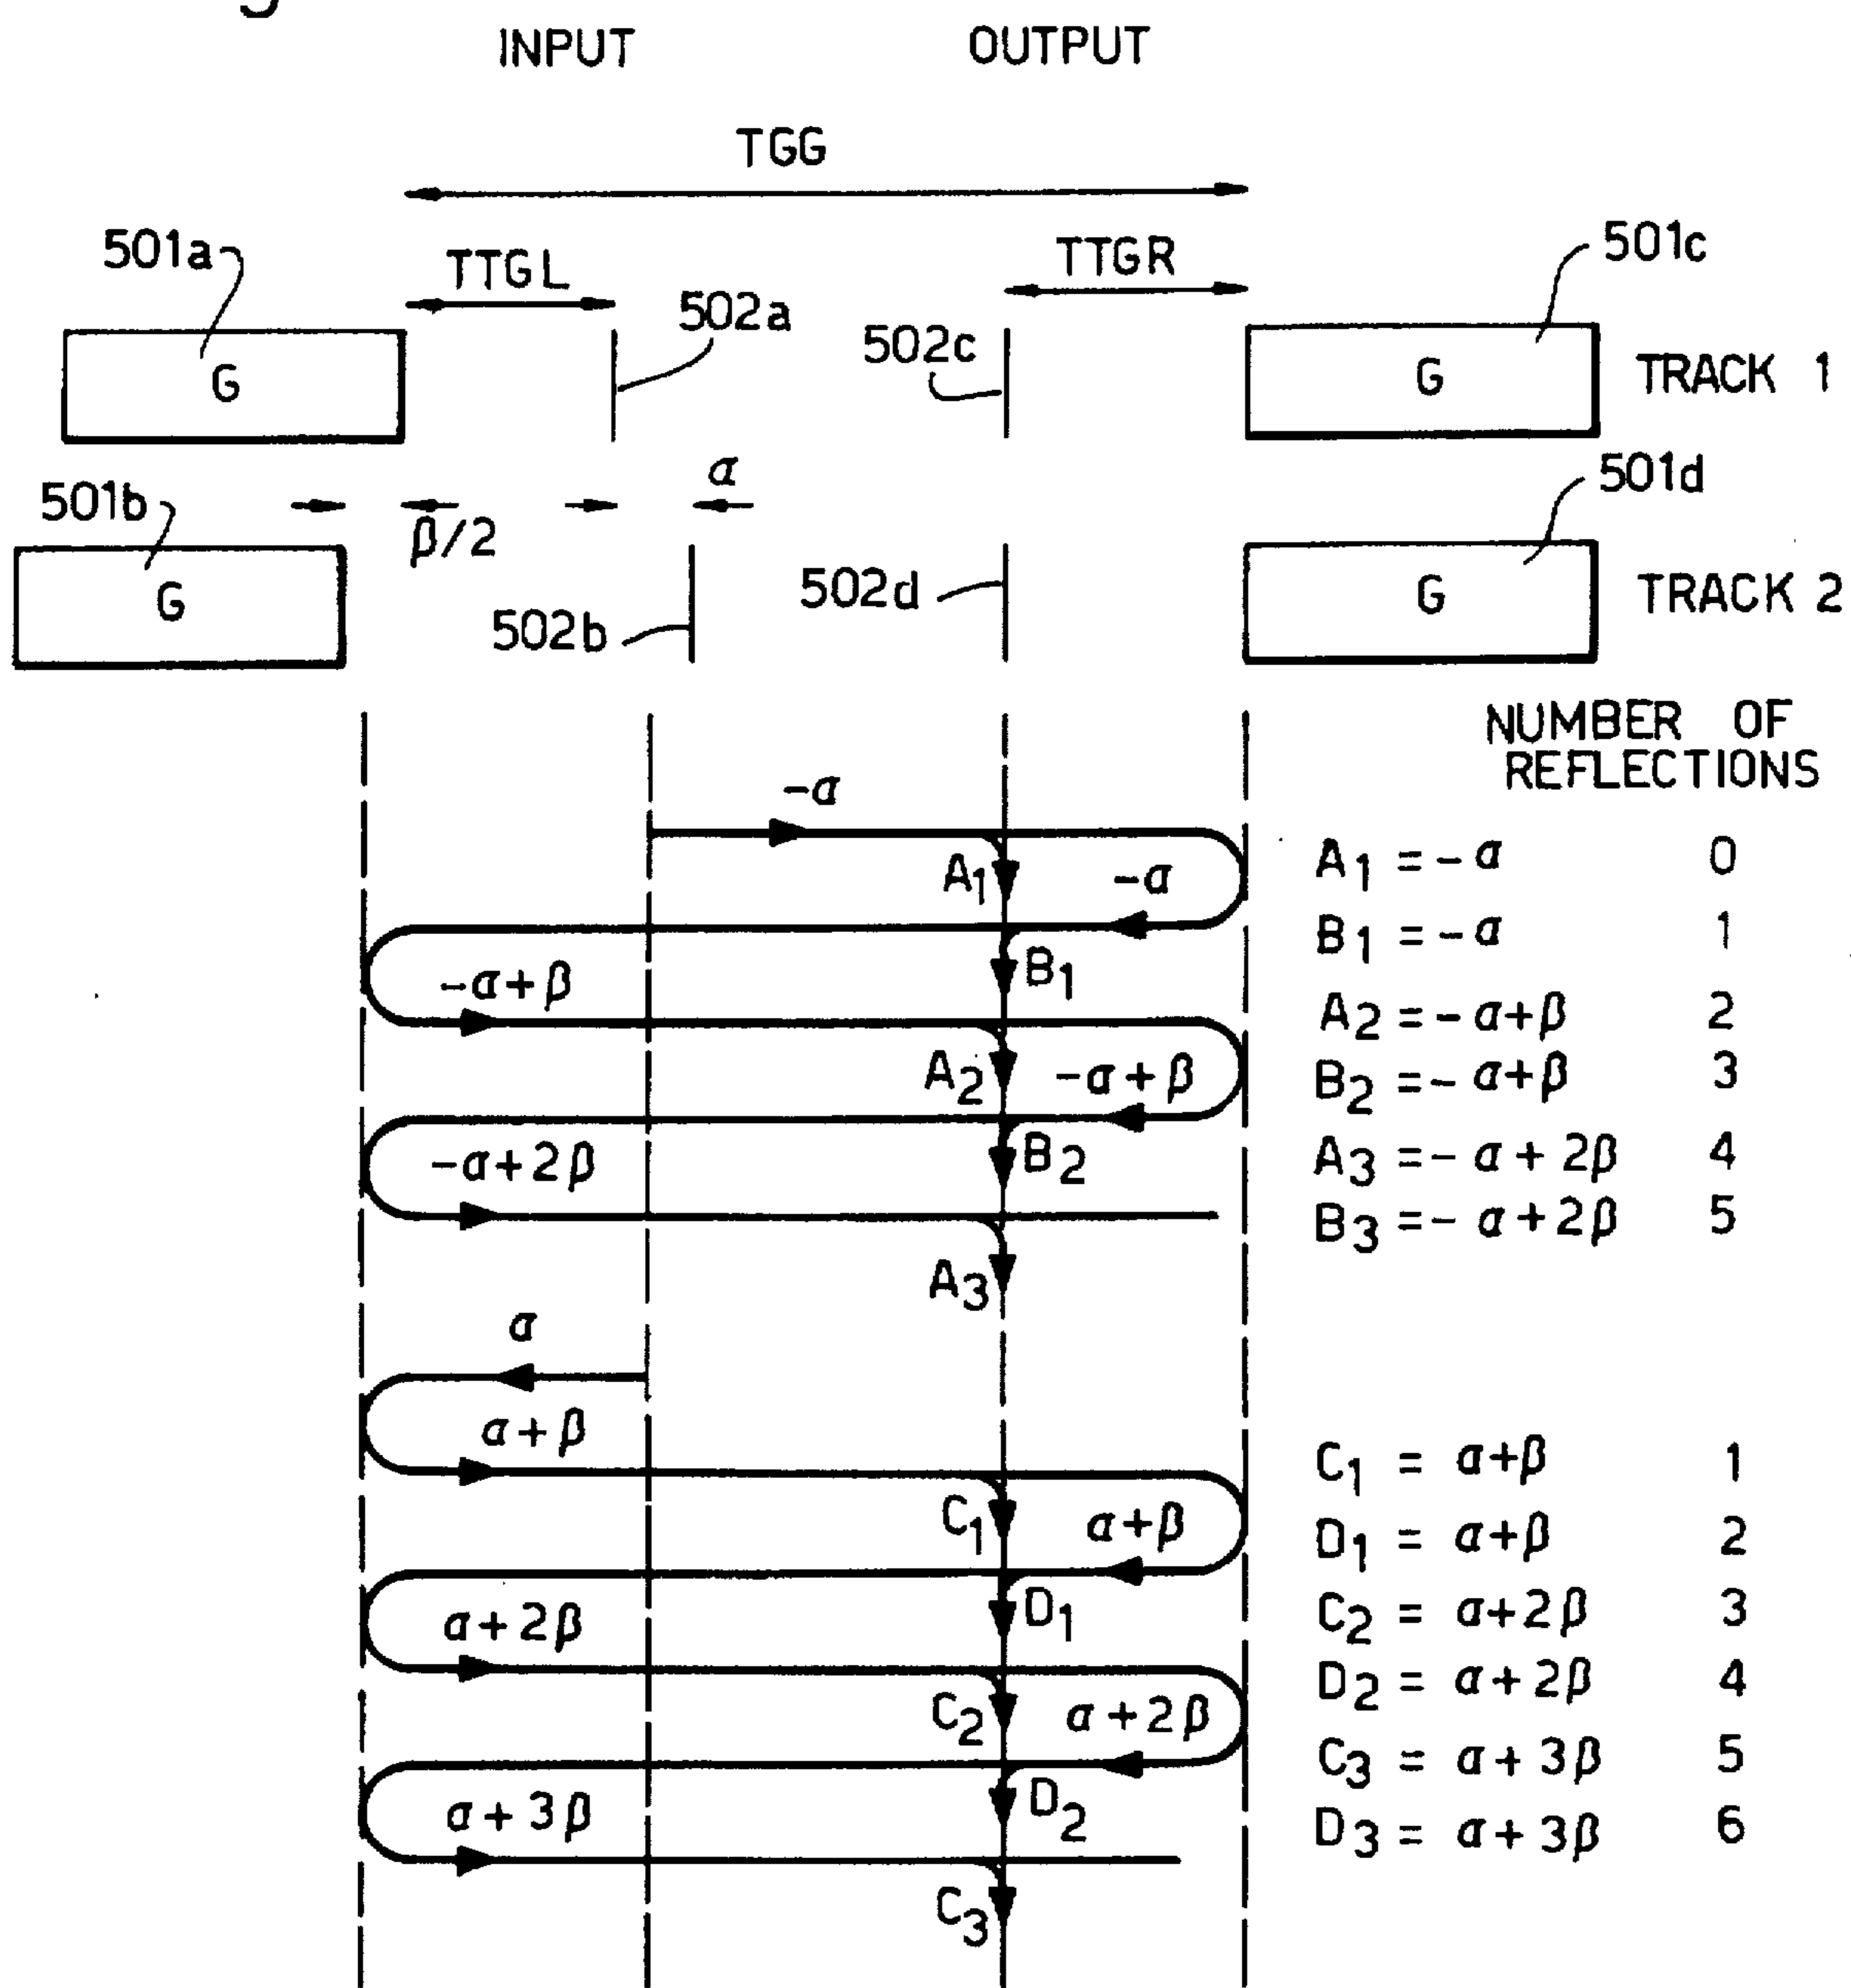 INPUT OUTPUT
TGG
501a TTGL TTGR 501c
502a
502c
G G TRACK 1
α
501b 501d
β/2
502d
G G TRACK 2
502b
NUMBER OF
REFLECTIONS
-α
A1 -α A1 = -α 0
B1 = -α 1
-α+β B1
A2 = -α+β 2
A2 -α+β B2 = -α+β 3
-α+2β B2 A3 = -α+2β 4
B3 = -α+2β 5
A3
α
α+β C1 = α+β 1
C1 α+β D1 = α+β 2
α+2β D1 C2 = α+2β 3
C2 α+2β D2 = α+2β 4
C3 = α+3β 5
α+3β D2 D3 = α+3β 6
C3